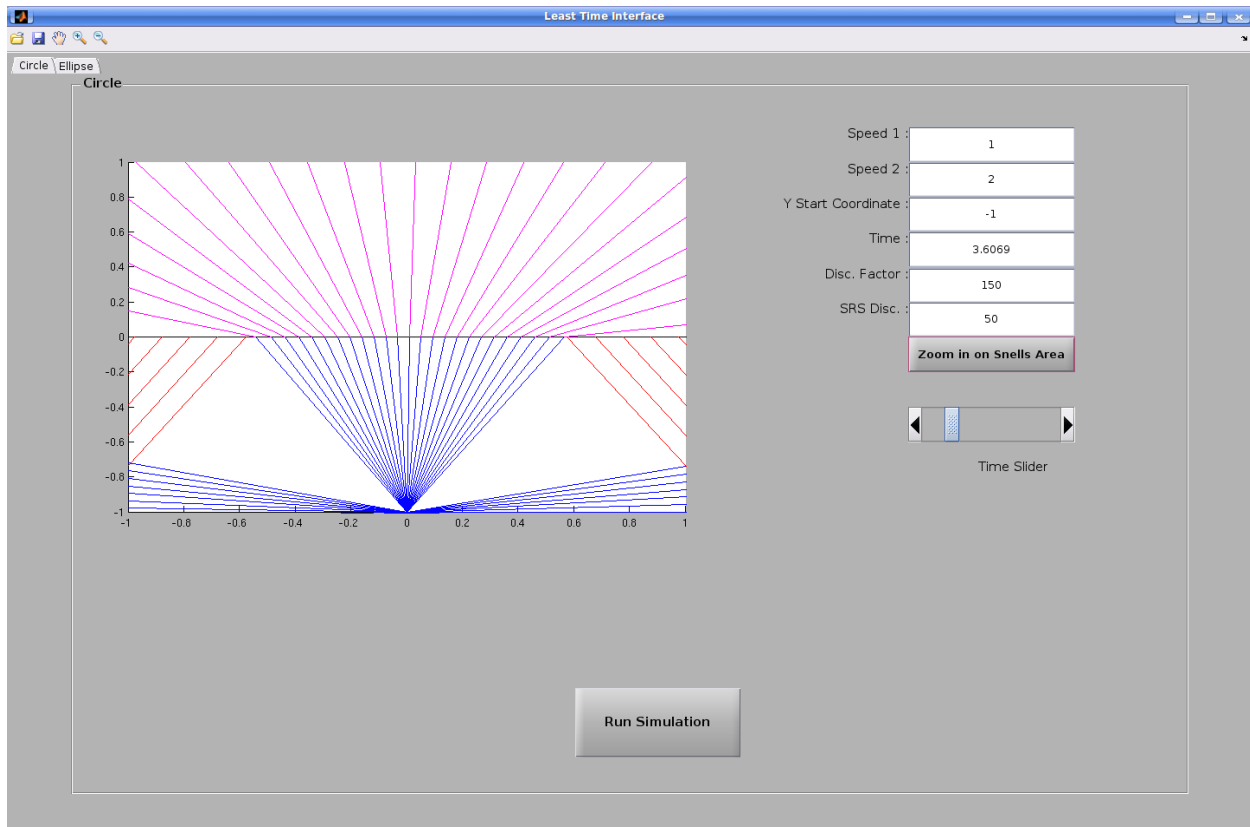 Least Time Interface
Circle Ellipse
Circle
Speed 1 : 1
Speed 2 : 2
Y Start Coordinate : -1
Time : 3.6069
Disc. Factor : 150
SRS Disc. : 50
Zoom in on Snells Area
Time Slider
1
0.8
0.6
0.4
0.2
0
-0.2
-0.4
-0.6
-0.8
-1
-1 -0.8 -0.6 -0.4 -0.2 0 0.2 0.4 0.6 0.8 1
Run Simulation